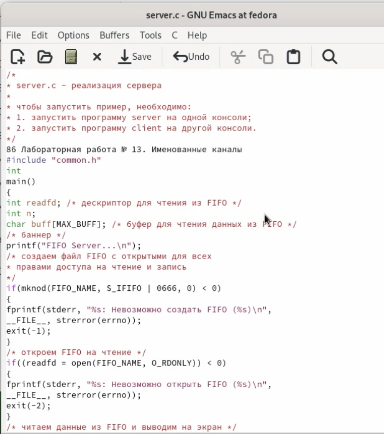 server.c - GNU Emacs at fedora
File Edit Options Buffers Tools C Help
Save Undo
/*
* server.c - реализация сервера
*
* чтобы запустить пример, необходимо:
* 1. запустить программу server на одной консоли;
* 2. запустить программу client на другой консоли.
*/
86 Лабораторная работа № 13. Именованные каналы
#include "common.h"
int
main()
{
int readfd; /* дескриптор для чтения из FIFO */
int n;
char buff[MAX_BUFF]; /* буфер для чтения данных из FIFO */
/* баннер */
printf("FIFO Server...\n");
/* создаем файл FIFO с открытыми для всех
* правами доступа на чтение и запись
*/
if(mknod(FIFO_NAME, S_IFIFO | 0666, 0) < 0)
{
fprintf(stderr, "%s: Невозможно создать FIFO (%s)\n",
__FILE__, strerror(errno));
exit(-1);
}
/* откроем FIFO на чтение */
if((readfd = open(FIFO_NAME, O_RDONLY)) < 0)
{
fprintf(stderr, "%s: Невозможно открыть FIFO (%s)\n",
__FILE__, strerror(errno));
exit(-2);
}
/* читаем данные из FIFO и выводим на экран */